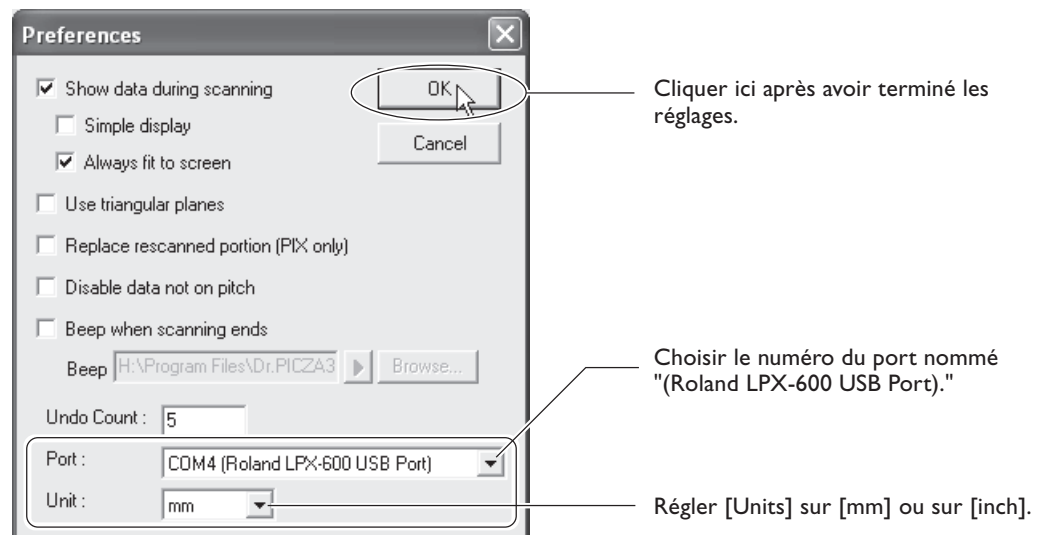 Preferences
Show data during scanning
OK
Cliquer ici après avoir terminé les
réglages.
Simple display
Cancel
Always fit to screen
Use triangular planes
Replace rescanned portion (PIX only)
Disable data not on pitch
Beep when scanning ends
Beep H:\Program Files\Dr.PICZA3 Browse...
Choisir le numéro du port nommé
"(Roland LPX-600 USB Port)."
Undo Count : 5
Port : COM4 (Roland LPX-600 USB Port)
Unit : mm
Régler [Units] sur [mm] ou sur [inch].